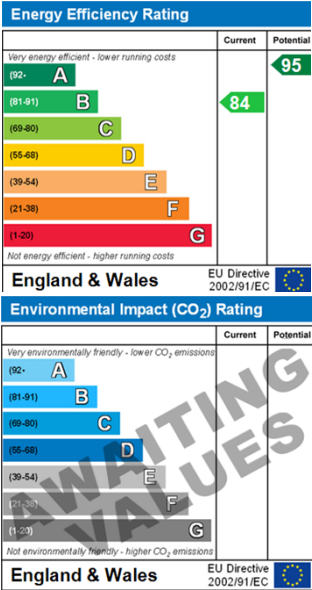 Energy Efficiency Rating
Current Potential
Very energy efficient - lower running costs
(92+ A
(81-91) B
(69-80) C
(55-68) D
(39-54) E
(21-38) F
(1-20) G
84
95
Not energy efficient - higher running costs
England & Wales
EU Directive
2002/91/EC
Environmental Impact (CO₂) Rating
Current Potential
Very environmentally friendly - lower CO₂ emissions
(92+ A
(81-91) B
(69-80) C
(55-68) D
(39-54) E
(21-38) F
(1-20) G
AWAITING
VALUES
Not environmentally friendly - higher CO₂ emissions
England & Wales
EU Directive
2002/91/EC